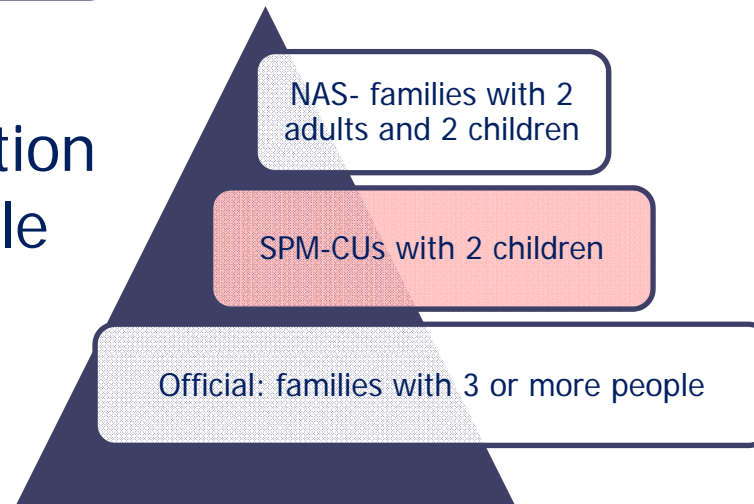 NAS- families with 2
adults and 2 children
SPM-CUs with 2 children
Official: families with 3 or more people